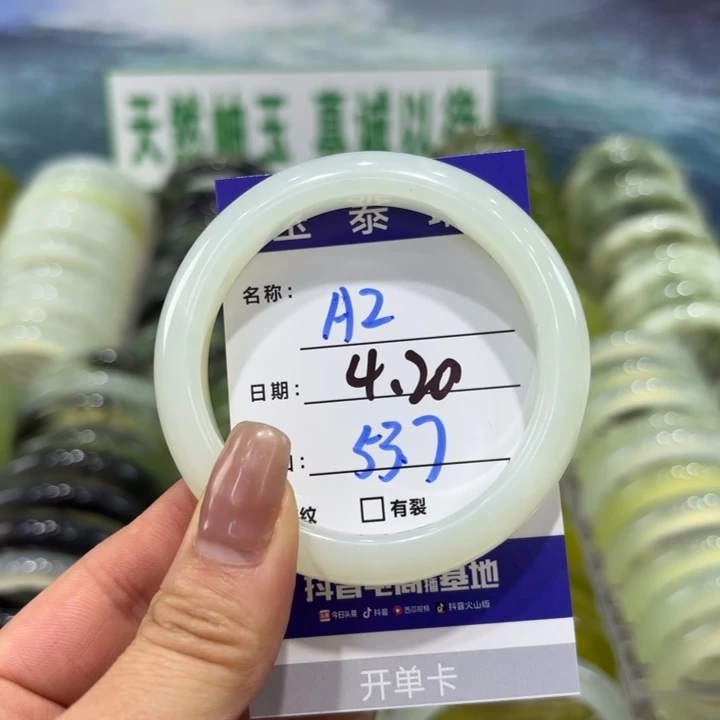 天然岫玉 真诚以待
泰
名称： A2
日期： 4.20
537
纹 □有裂
抖音电商直播基地
今日头条 抖音 西瓜视频 抖音火山版
开单卡